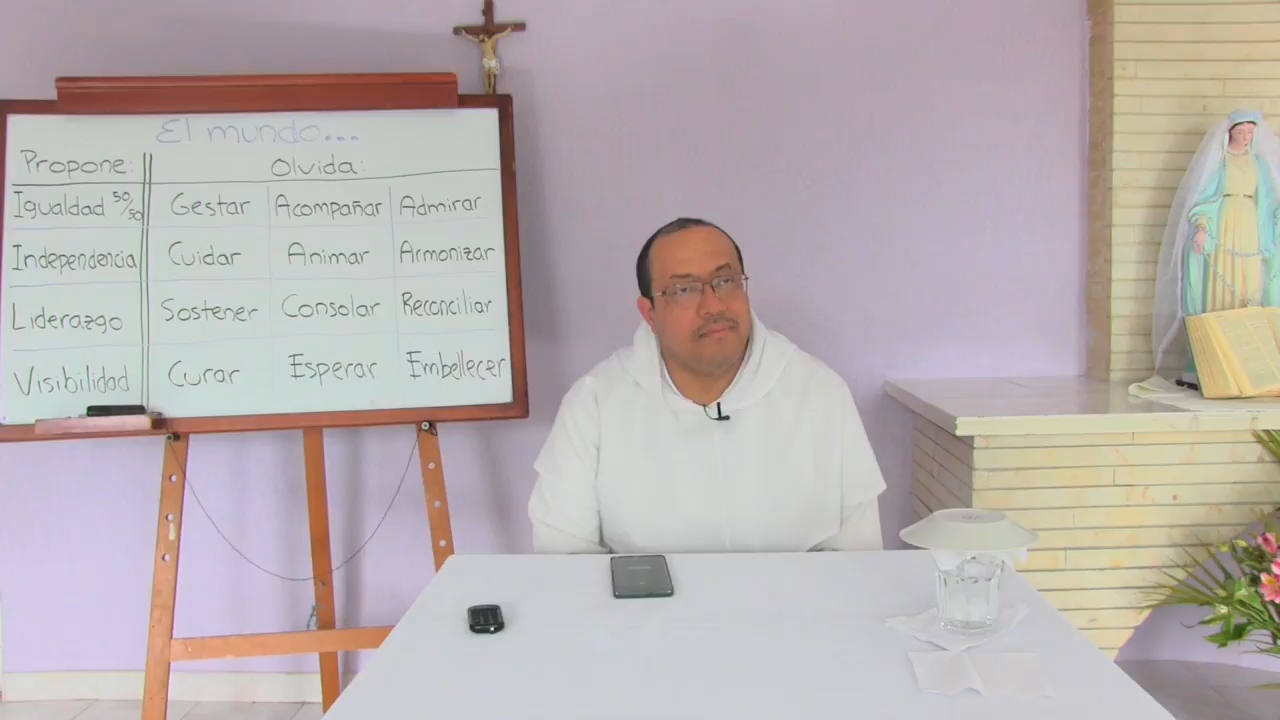 El mundo...
Propone: Olvida:
Igualdad 50/50 Gestar Acompañar Admirar
Independencia Cuidar Animar Armonizar
Liderazgo Sostener Consolar Reconciliar
Visibilidad Curar Esperar Embellecer